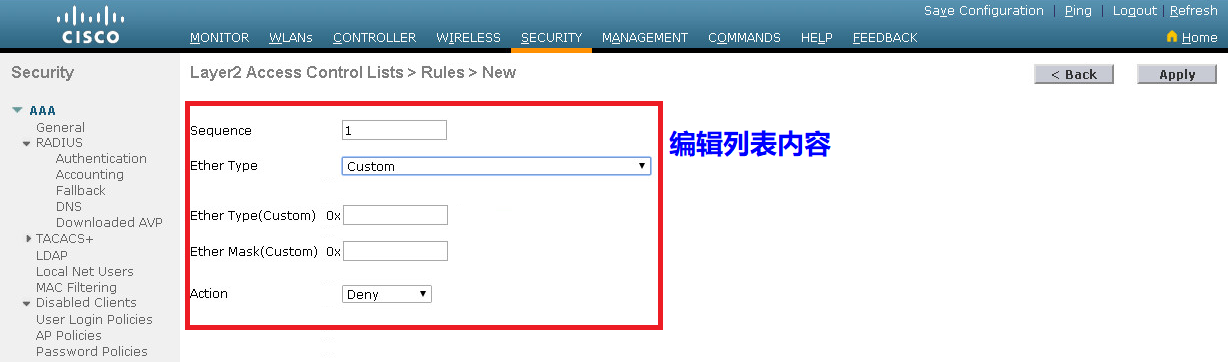 Save Configuration | Ping | Logout | Refresh
CISCO
MONITOR WLANs CONTROLLER WIRELESS SECURITY MANAGEMENT COMMANDS HELP FEEDBACK
Home
Security
Layer2 Access Control Lists > Rules > New
< Back
Apply
AAA
General
RADIUS
Authentication
Accounting
Fallback
DNS
Downloaded AVP
TACACS+
LDAP
Local Net Users
MAC Filtering
Disabled Clients
User Login Policies
AP Policies
Password Policies
Sequence 1
Ether Type Custom
Ether Type(Custom) 0x
Ether Mask(Custom) 0x
Action Deny
编辑列表内容